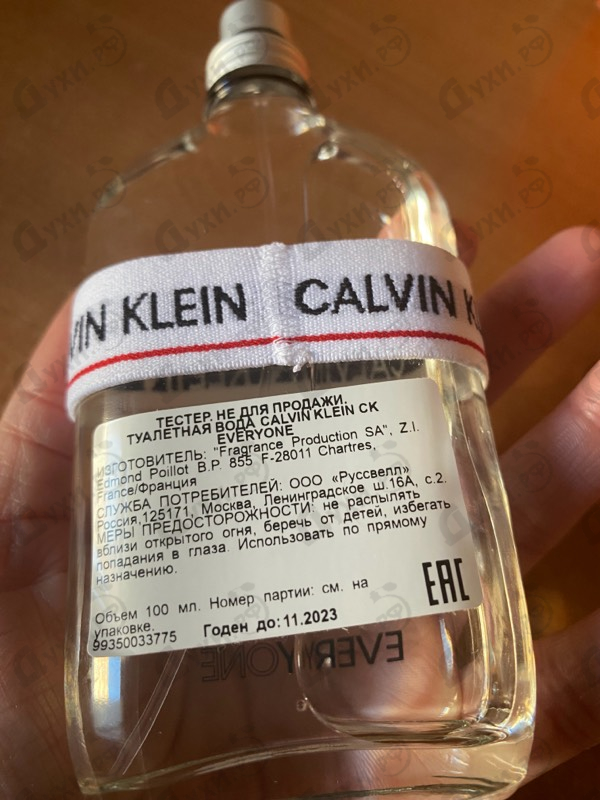 VIN KLEIN CALVIN K
ТЕСТЕР. НЕ ДЛЯ ПРОДАЖИ.
ТУАЛЕТНАЯ ВОДА CALVIN KLEIN CK
EVERYONE
ИЗГОТОВИТЕЛЬ: "Fragrance Production SA", Z.I.
Edmond Poillot B.P. 855 F-28011 Chartres,
France/Франция
СЛУЖБА ПОТРЕБИТЕЛЕЙ: ООО «Руссвелл»
Россия,125171, Москва, Ленинградское ш.16А, с.2.
МЕРЫ ПРЕДОСТОРОЖНОСТИ: не распылять
вблизи открытого огня, беречь от детей, избегать
попадания в глаза. Использовать по прямому
назначению.
EAC
Объем 100 мл. Номер партии: см. на
упаковке.
99350033775 Годен до:11.2023
EVERYONE
Духи.РФ